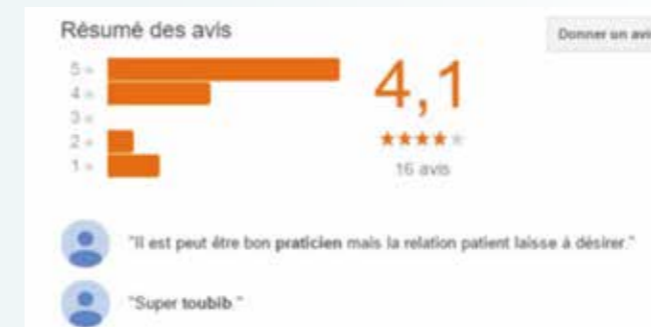 Résumé des avis
Donner un avi
5
4
3
2
1
4,1
16 avis
"Il est peut être bon praticien mais la relation patient laisse à désirer."
"Super toubib."